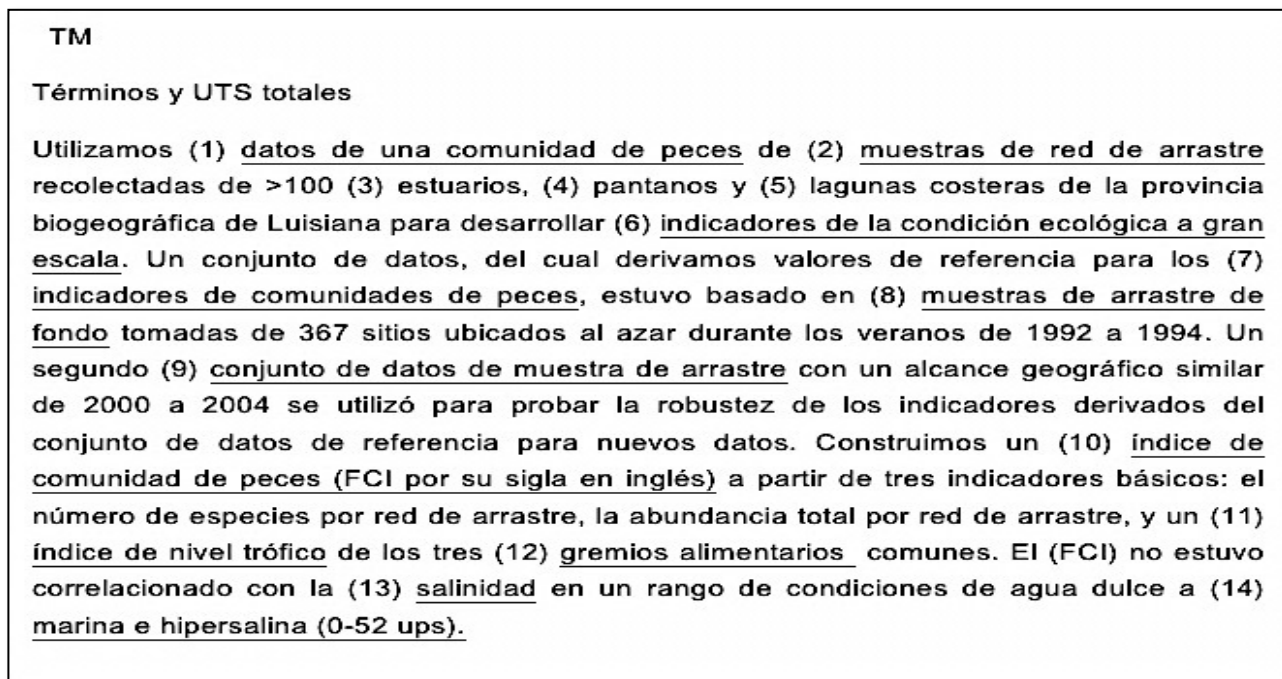 TM
Términos y UTS totales
Utilizamos (1) datos de una comunidad de peces de (2) muestras de red de arrastre
recolectadas de >100 (3) estuarios, (4) pantanos y (5) lagunas costeras de la provincia
biogeográfica de Luisiana para desarrollar (6) indicadores de la condición ecológica a gran
escala. Un conjunto de datos, del cual derivamos valores de referencia para los (7)
indicadores de comunidades de peces, estuvo basado en (8) muestras de arrastre de
fondo tomadas de 367 sitios ubicados al azar durante los veranos de 1992 a 1994. Un
segundo (9) conjunto de datos de muestra de arrastre con un alcance geográfico similar
de 2000 a 2004 se utilizó para probar la robustez de los indicadores derivados del
conjunto de datos de referencia para nuevos datos. Construimos un (10) índice de
comunidad de peces (FCI por su sigla en inglés) a partir de tres indicadores básicos: el
número de especies por red de arrastre, la abundancia total por red de arrastre, y un (11)
índice de nivel trófico de los tres (12) gremios alimentarios comunes. El (FCI) no estuvo
correlacionado con la (13) salinidad en un rango de condiciones de agua dulce a (14)
marina e hipersalina (0-52 ups).